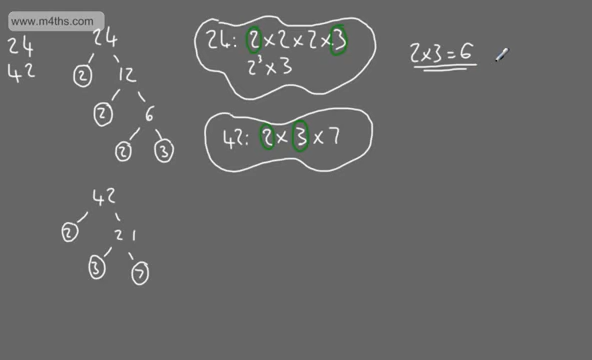 www.m4ths.com
24
42
24
2 12
2 6
2 3
24: 2 × 2 × 2 × 3
2³ × 3
42: 2 × 3 × 7
2 × 3 = 6
42
2 21
3 7